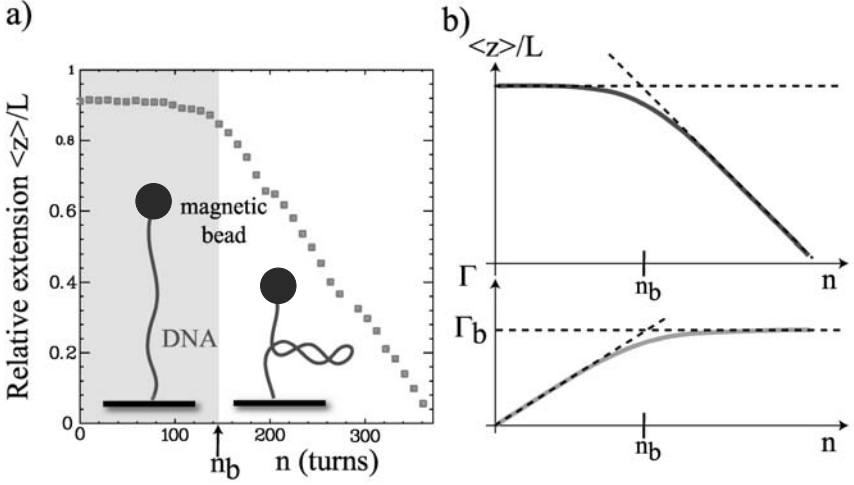 a)
Relative extension <z>/L
1
0.8
0.6
0.4
0.2
0
0
100
200
300
magnetic
bead
DNA
n_b
n (turns)
b)
<z>/L
n_b
n
Γ
Γ_b
n_b
n